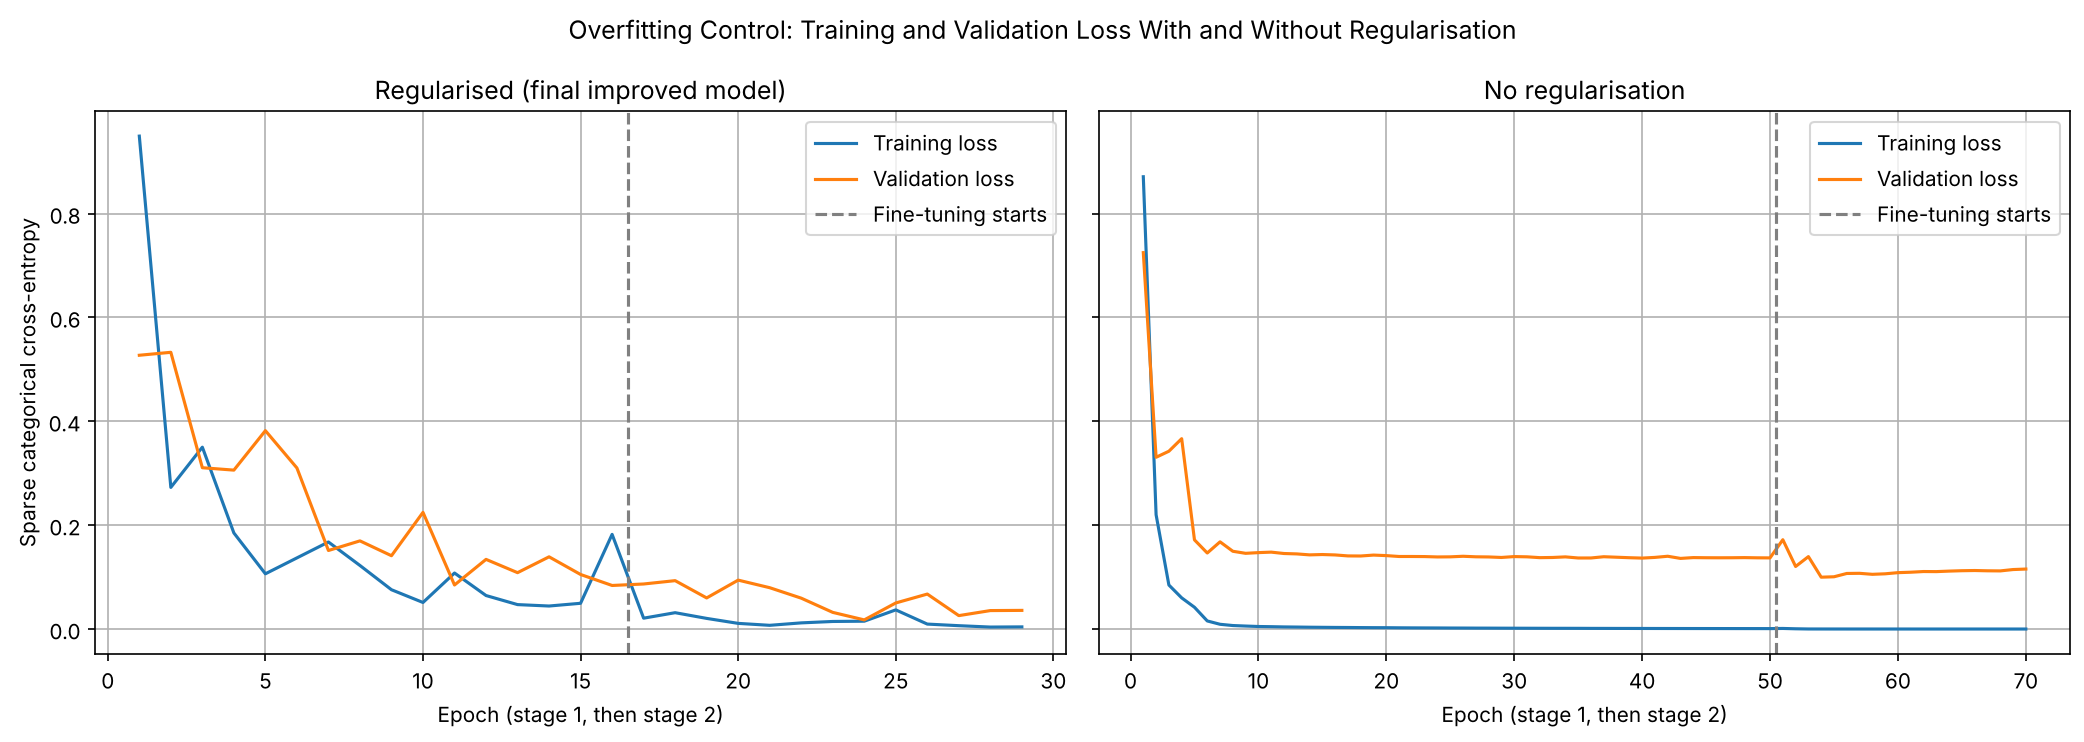 Overfitting Control: Training and Validation Loss With and Without Regularisation
Regularised (final improved model)
Training loss
Validation loss
Fine-tuning starts
Sparse categorical cross-entropy
0.8
0.6
0.4
0.2
0.0
0 5 10 15 20 25 30
Epoch (stage 1, then stage 2)
No regularisation
Training loss
Validation loss
Fine-tuning starts
0 10 20 30 40 50 60 70
Epoch (stage 1, then stage 2)